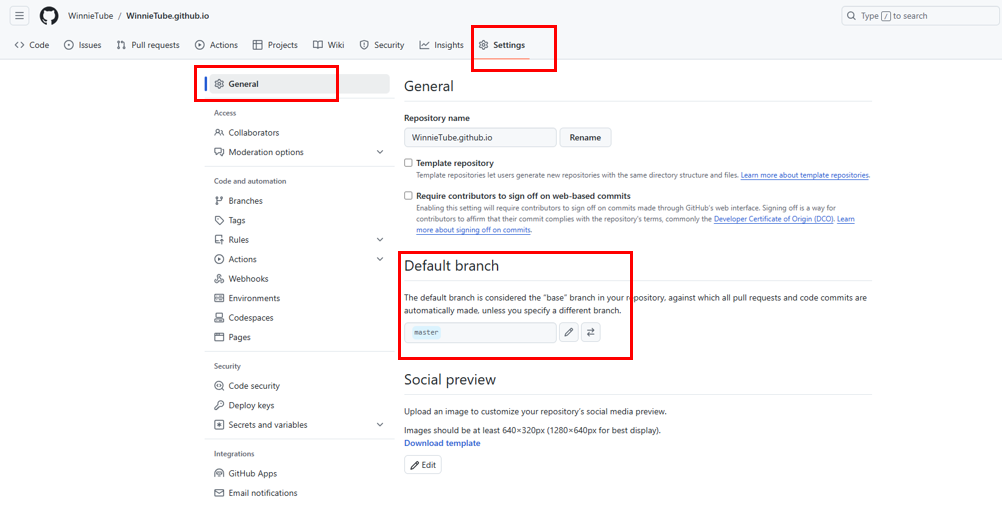 WinnieTube / WinnieTube.github.io
Type / to search
Code Issues Pull requests Actions Projects Wiki Security Insights Settings
General
Access
Collaborators
Moderation options
Code and automation
Branches
Tags
Rules
Actions
Webhooks
Environments
Codespaces
Pages
Security
Code security
Deploy keys
Secrets and variables
Integrations
GitHub Apps
Email notifications
General
Repository name
WinnieTube.github.io Rename
Template repository
Template repositories let users generate new repositories with the same directory structure and files. Learn more about template repositories.
Require contributors to sign off on web-based commits
Enabling this setting will require contributors to sign off on commits made through GitHub's web interface. Signing off is a way for
contributors to affirm that their commit complies with the repository's terms, commonly the Developer Certificate of Origin (DCO). Learn
more about signing off on commits.
Default branch
The default branch is considered the "base" branch in your repository, against which all pull requests and code commits are
automatically made, unless you specify a different branch.
master
Social preview
Upload an image to customize your repository's social media preview.
Images should be at least 640×320px (1280×640px for best display).
Download template
Edit